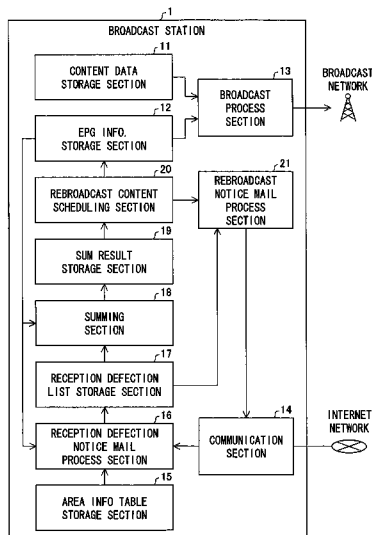 1
BROADCAST STATION
11
CONTENT DATA
STORAGE SECTION
12
EPG INFO.
STORAGE SECTION
13
BROADCAST
PROCESS
SECTION
BROADCAST
NETWORK
20
REBROADCAST CONTENT
SCHEDULING SECTION
21
REBROADCAST
NOTICE MAIL
PROCESS
SECTION
19
SUM RESULT
STORAGE SECTION
18
SUMMING
SECTION
17
RECEPTION DEFECTION
LIST STORAGE SECTION
16
RECEPTION DEFECTION
NOTICE MAIL
PROCESS SECTION
14
COMMUNICATION
SECTION
INTERNET
NETWORK
15
AREA INFO TABLE
STORAGE SECTION